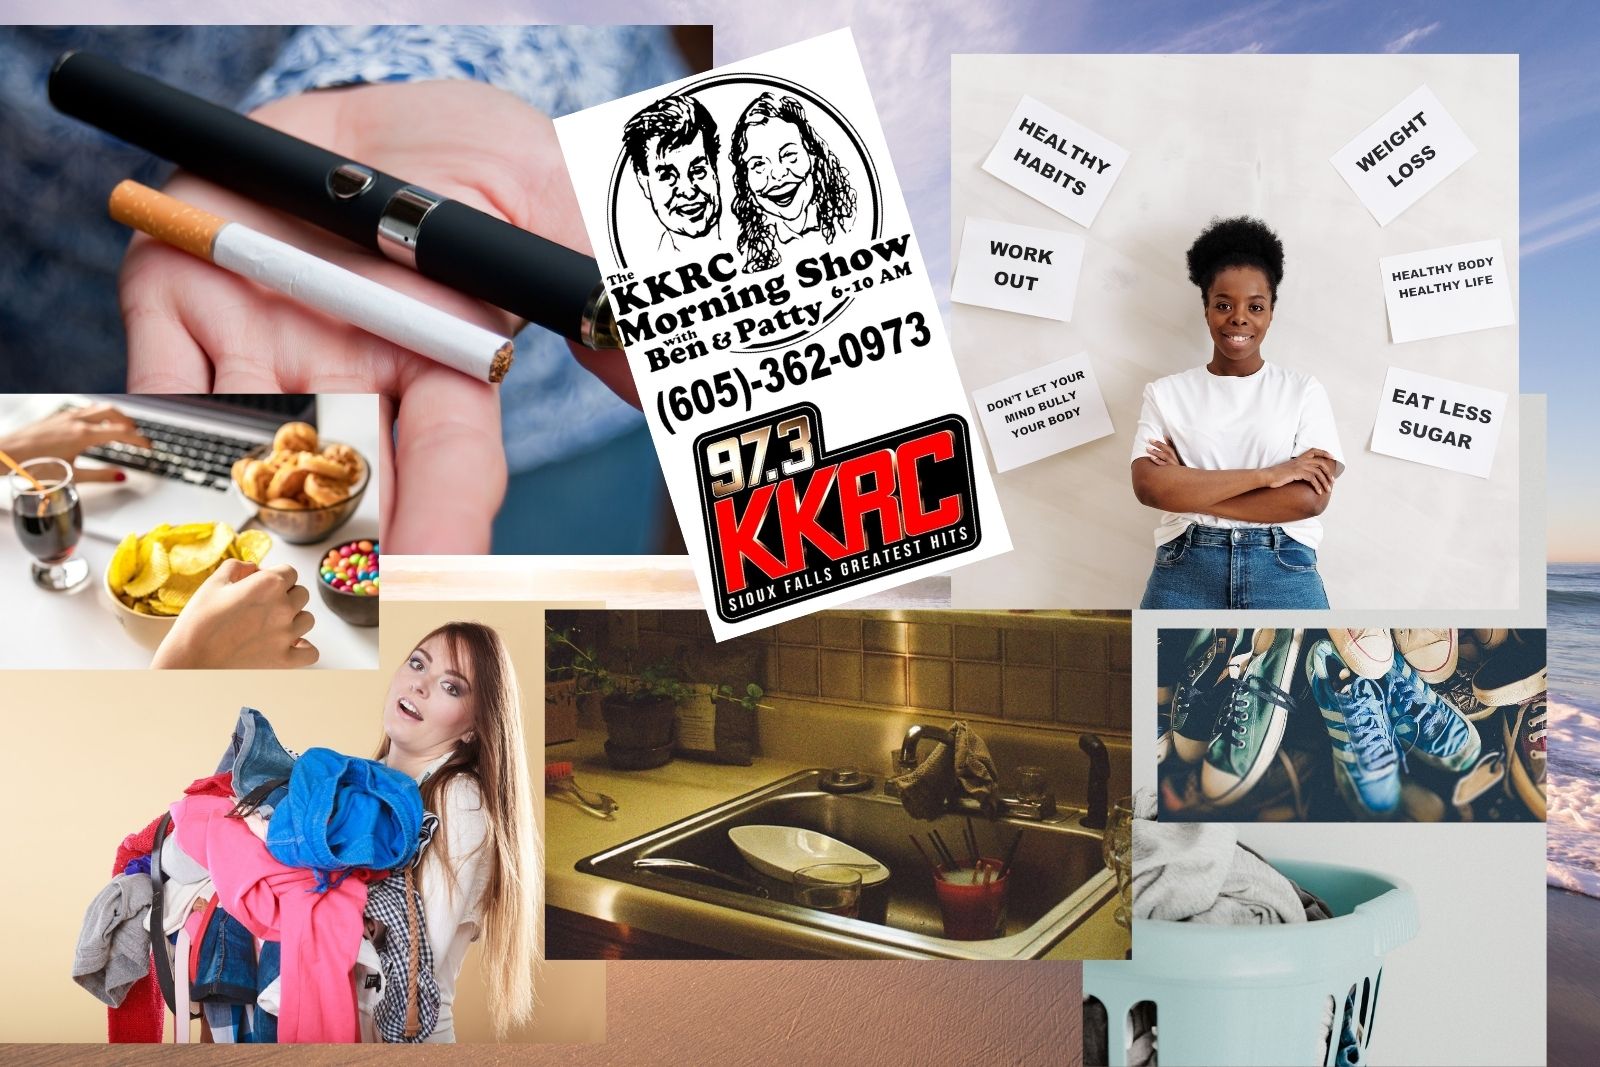 The
KKRC
Morning Show
6-10 AM
with
Ben & Patty
(605)-362-0973
97.3
KKRC
SIOUX FALLS GREATEST HITS
HEALTHY
HABITS
WORK
OUT
DON'T LET YOUR
MIND BULLY
YOUR BODY
WEIGHT
LOSS
HEALTHY BODY
HEALTHY LIFE
EAT LESS
SUGAR